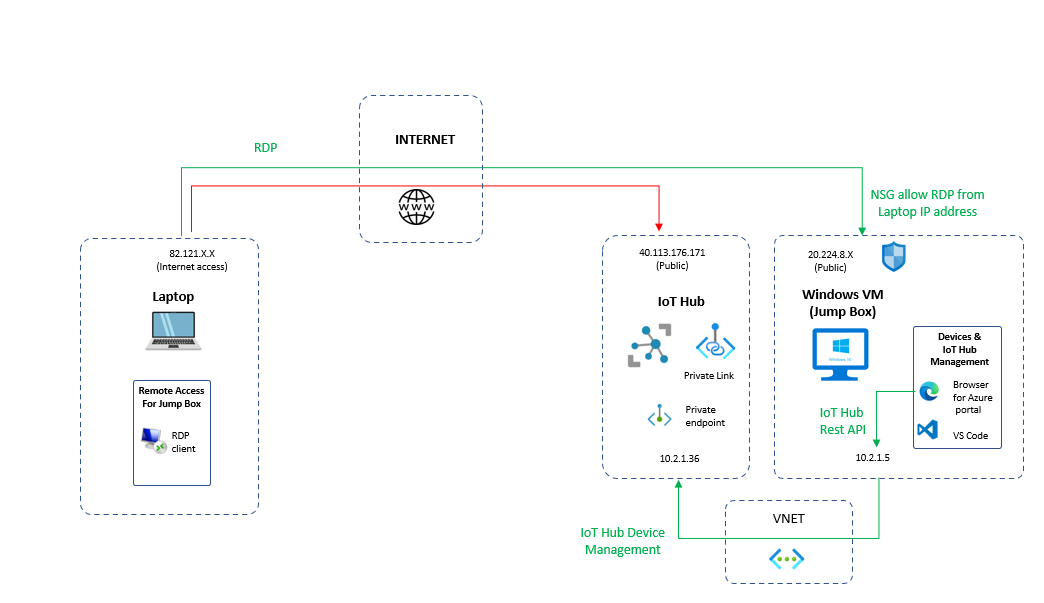 INTERNET
RDP
WWW
NSG allow RDP from
Laptop IP address
82.121.X.X
(Internet access)
Laptop
Remote Access
For Jump Box
RDP
client
40.113.176.171
(Public)
IoT Hub
Private Link
Private
endpoint
10.2.1.36
20.224.8.X
(Public)
Windows VM
(Jump Box)
Windows 10
Devices &
IoT Hub
Management
Browser
for Azure
portal
VS Code
IoT Hub
Rest API
10.2.1.5
IoT Hub Device
Management
VNET